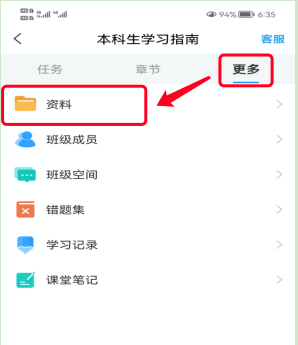 94% 6:35
本科生学习指南 客服
任务 章节 更多
资料
班级成员
班级空间
错题集
学习记录
课堂笔记